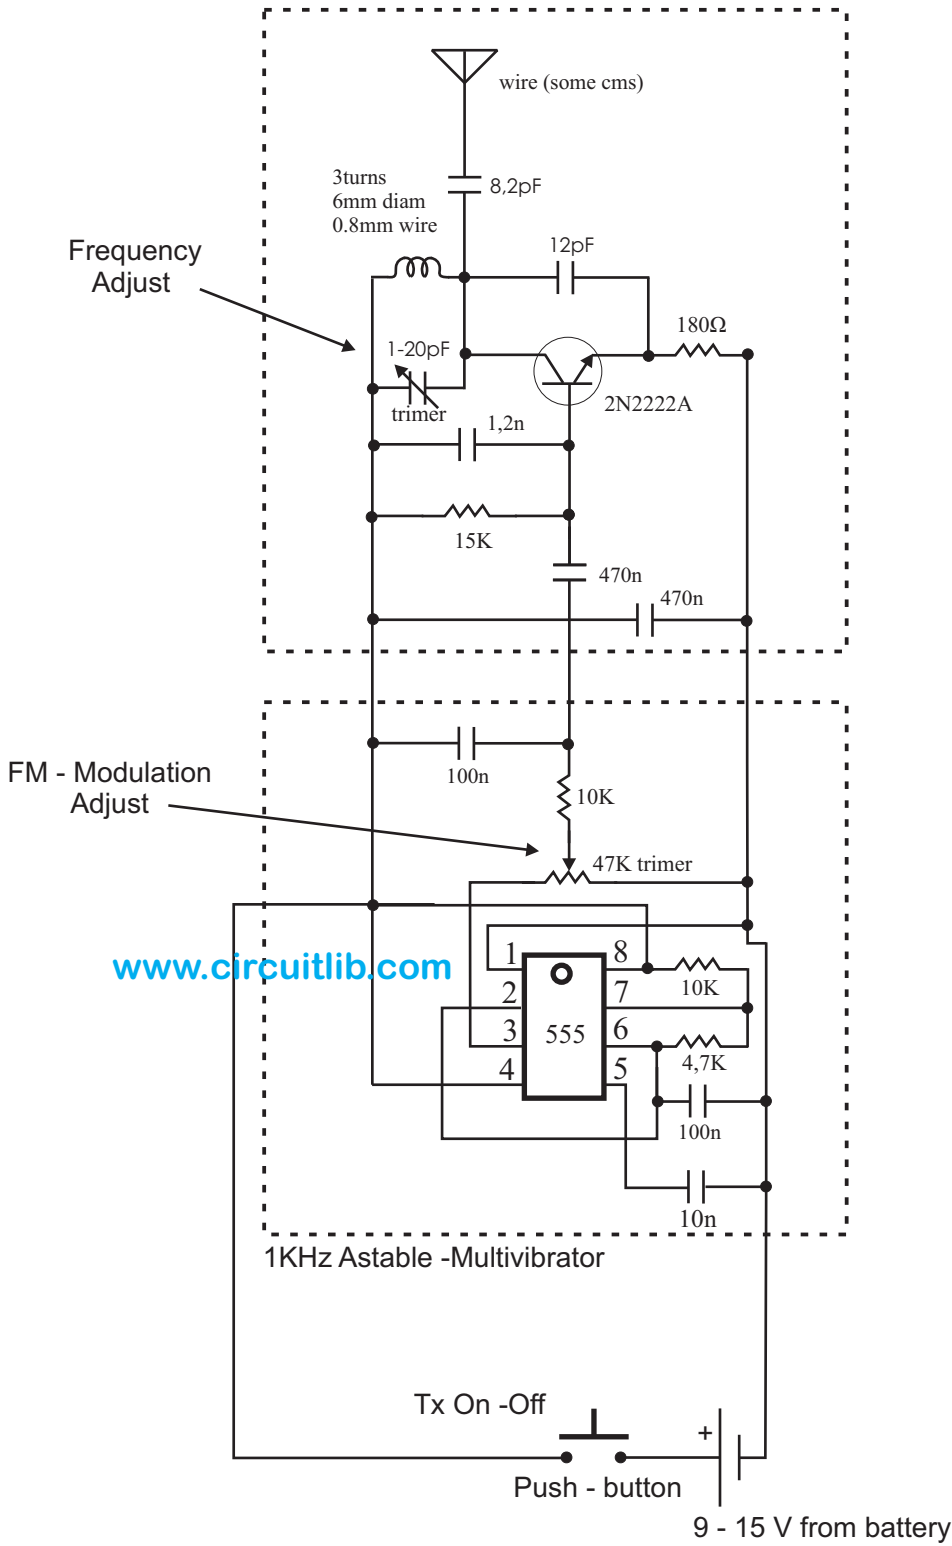 wire (some cms)
8,2pF
3turns
6mm diam
0.8mm wire
12pF
Frequency
Adjust
180Ω
1-20pF
trimer
2N2222A
1,2n
15K
470n
470n
100n
FM - Modulation
Adjust
10K
47K trimer
www.circuitlib.com
1
8
10K
2
7
3
555
6
4,7K
4
5
100n
10n
1KHz Astable -Multivibrator
Tx On -Off
+
Push - button
9 - 15 V from battery